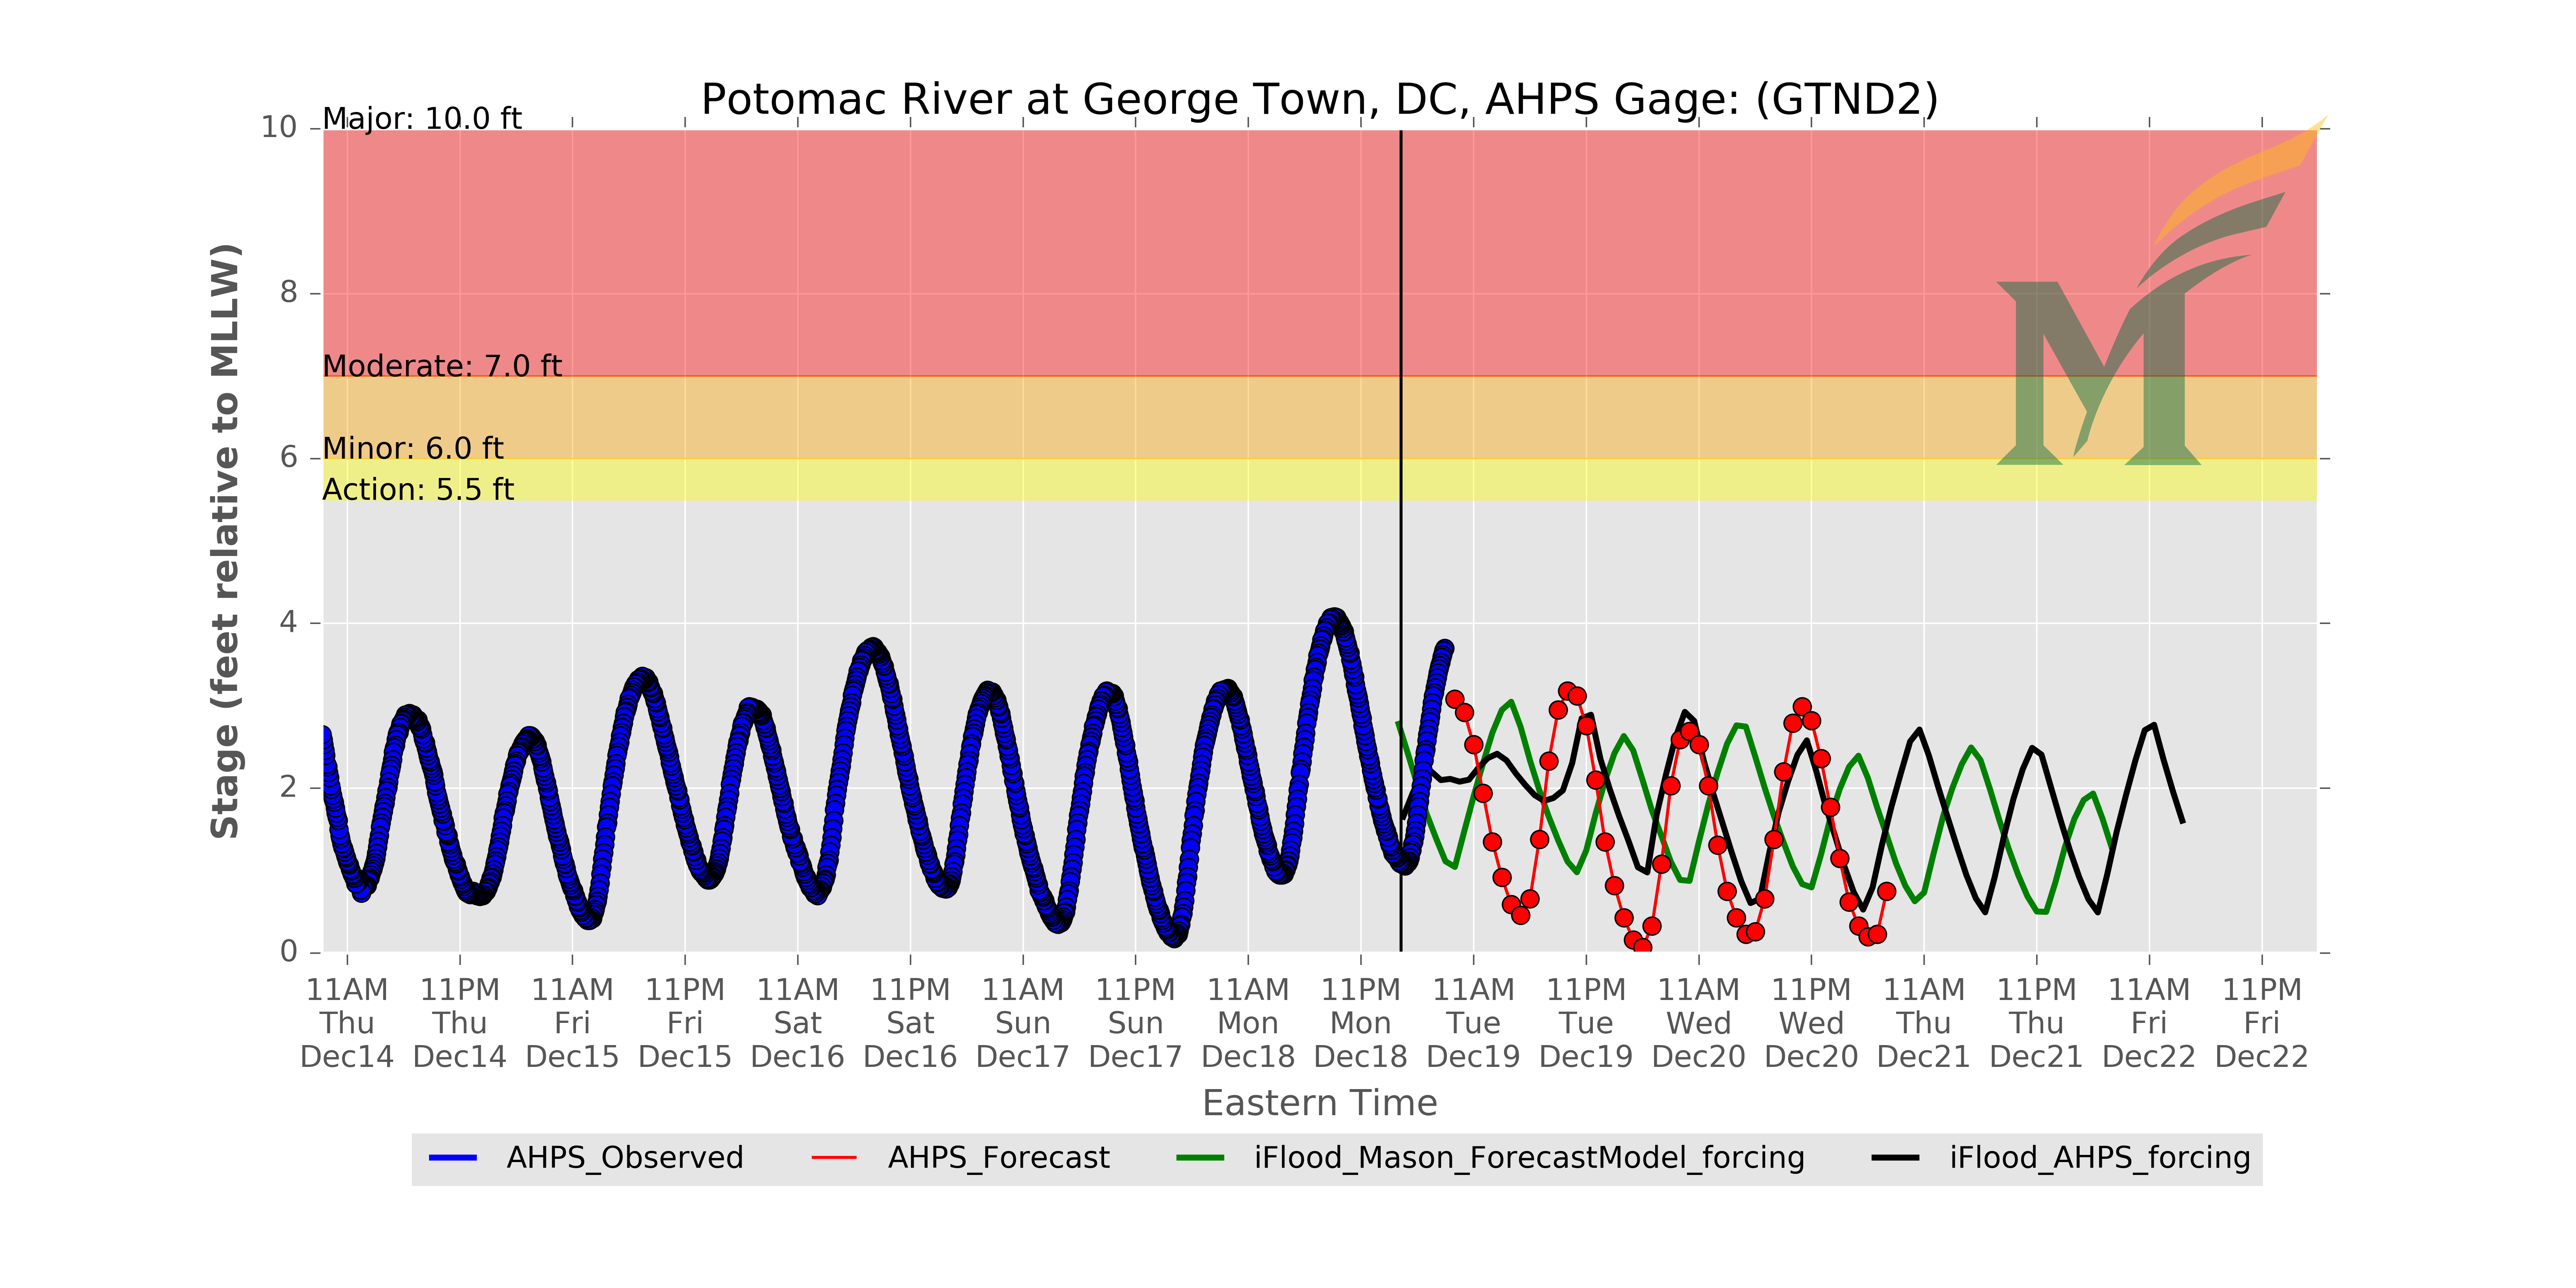 Potomac River at George Town, DC, AHPS Gage: (GTND2)
Major: 10.0 ft
Moderate: 7.0 ft
Minor: 6.0 ft
Action: 5.5 ft
Stage (feet relative to MLLW)
10
8
6
4
2
0
11AM 11PM 11AM 11PM 11AM 11PM 11AM 11PM 11AM 11PM 11AM 11PM 11AM 11PM 11AM 11PM 11AM 11PM
Thu Thu Fri Fri Sat Sat Sun Sun Mon Mon Tue Tue Wed Wed Thu Thu Fri Fri
Dec14 Dec14 Dec15 Dec15 Dec16 Dec16 Dec17 Dec17 Dec18 Dec18 Dec19 Dec19 Dec20 Dec20 Dec21 Dec21 Dec22 Dec22
Eastern Time
AHPS_Observed AHPS_Forecast iFlood_Mason_ForecastModel_forcing iFlood_AHPS_forcing
M